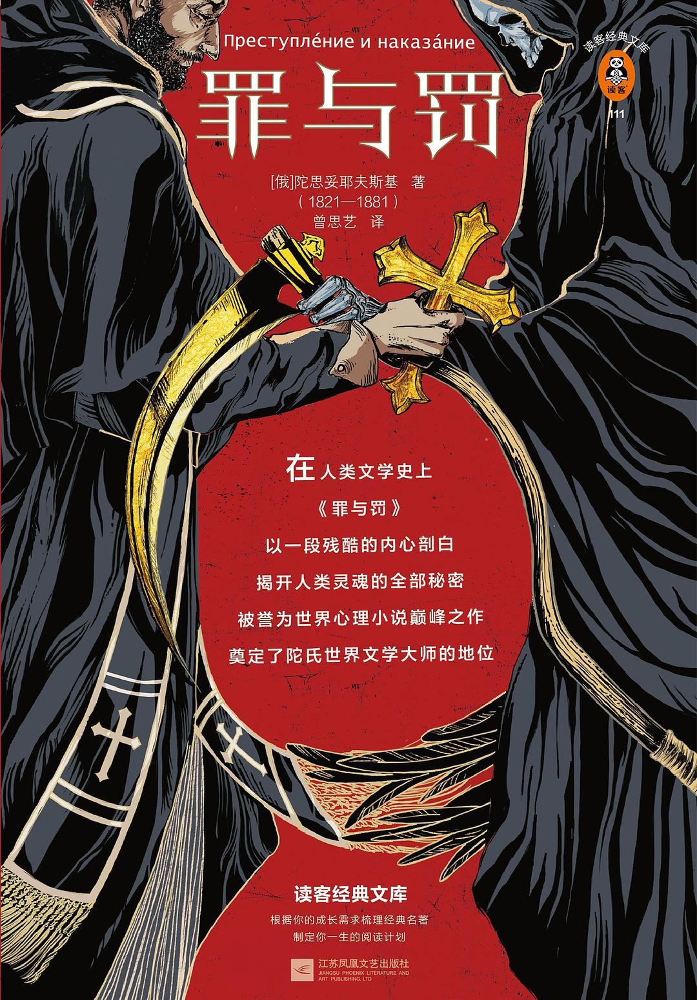 Преступле́ние и наказа́ние
罪与罚
[俄]陀思妥耶夫斯基 著
(1821—1881)
曾思艺 译
读客经典文库
读客
111
在人类文学史上
《罪与罚》
以一段残酷的内心剖白
揭开人类灵魂的全部秘密
被誉为世界心理小说巅峰之作
奠定了陀氏世界文学大师的地位
读客经典文库
根据你的成长需求梳理经典名著
制定你一生的阅读计划
江苏凤凰文艺出版社
JIANGSU PHOENIX LITERATURE AND
ART PUBLISHING, LTD